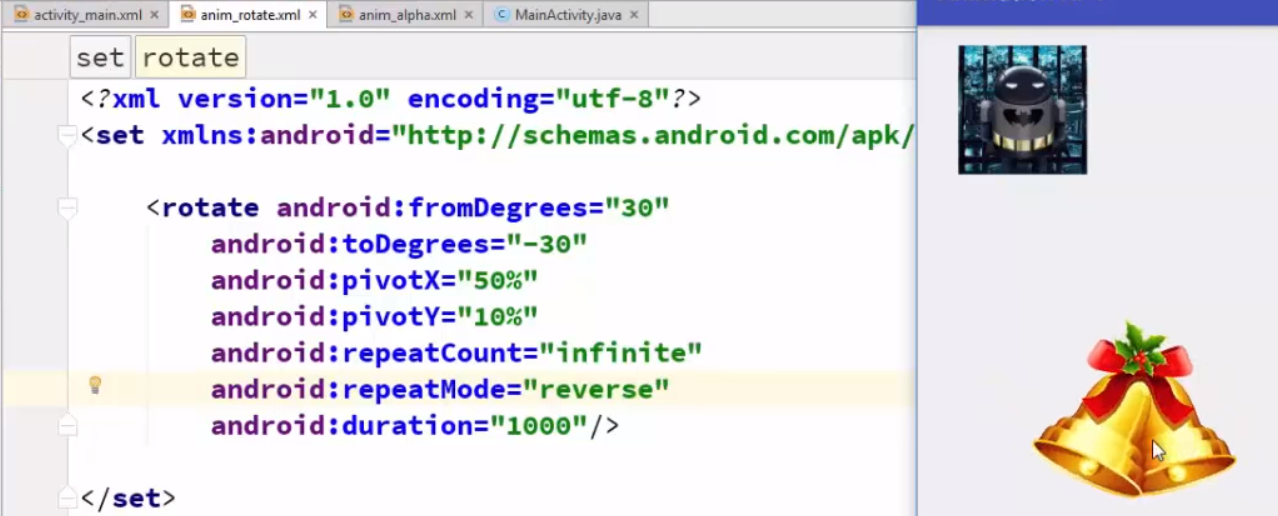 activity_main.xml anim_rotate.xml anim_alpha.xml MainActivity.java
set rotate
<?xml version="1.0" encoding="utf-8"?>
<set xmlns:android="http://schemas.android.com/apk/
<rotate android:fromDegrees="30"
android:toDegrees="-30"
android:pivotX="50%"
android:pivotY="10%"
android:repeatCount="infinite"
android:repeatMode="reverse"
android:duration="1000"/>
</set>